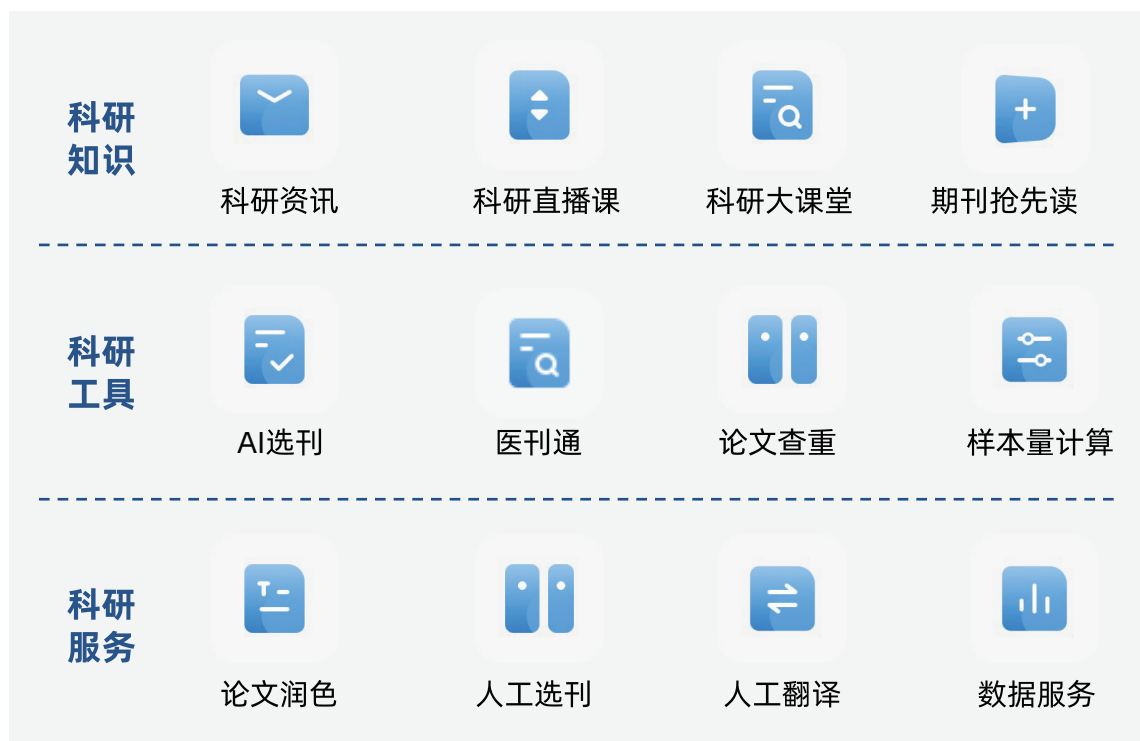 科研
知识
科研资讯
科研直播课
科研大课堂
期刊抢先读
科研
工具
AI选刊
医刊通
论文查重
样本量计算
科研
服务
论文润色
人工选刊
人工翻译
数据服务